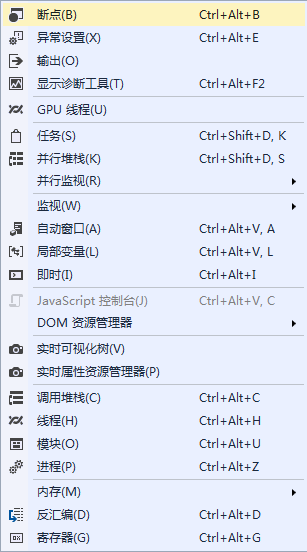 断点(B) Ctrl+Alt+B
异常设置(X) Ctrl+Alt+E
输出(O)
显示诊断工具(T) Ctrl+Alt+F2
GPU 线程(U)
任务(S) Ctrl+Shift+D, K
并行堆栈(K) Ctrl+Shift+D, S
并行监视(R)
监视(W)
自动窗口(A) Ctrl+Alt+V, A
局部变量(L) Ctrl+Alt+V, L
即时(I) Ctrl+Alt+I
JavaScript 控制台(J) Ctrl+Alt+V, C
DOM 资源管理器
实时可视化树(V)
实时属性资源管理器(P)
调用堆栈(C) Ctrl+Alt+C
线程(H) Ctrl+Alt+H
模块(O) Ctrl+Alt+U
进程(P) Ctrl+Alt+Z
内存(M)
反汇编(D) Ctrl+Alt+D
寄存器(G) Ctrl+Alt+G